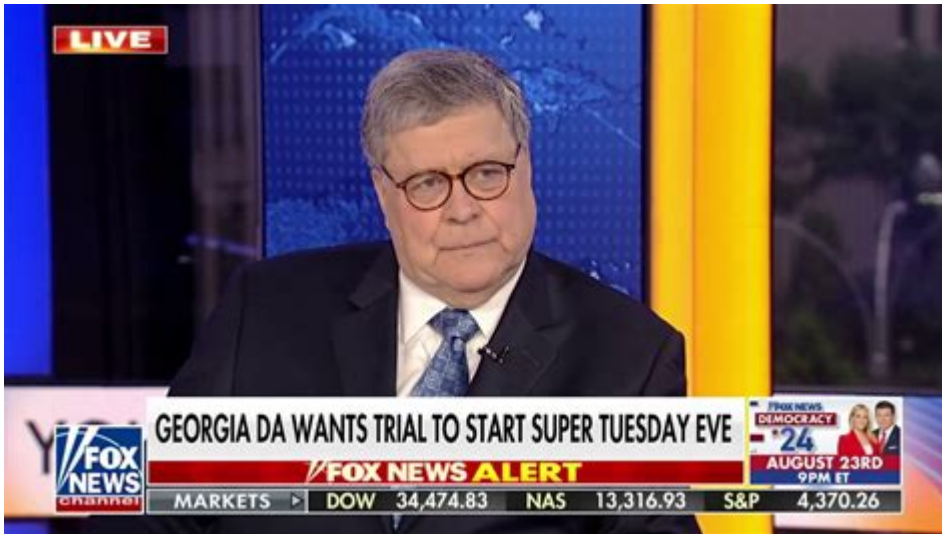 LIVE
Y
GEORGIA DA WANTS TRIAL TO START SUPER TUESDAY EVE
FOX NEWS ALERT
FOX NEWS
DEMOCRACY
'24
AUGUST 23RD
9PM ET
FOX
NEWS
channel
MARKETS DOW 34,474.83 NAS 13,316.93 S&P 4,370.26